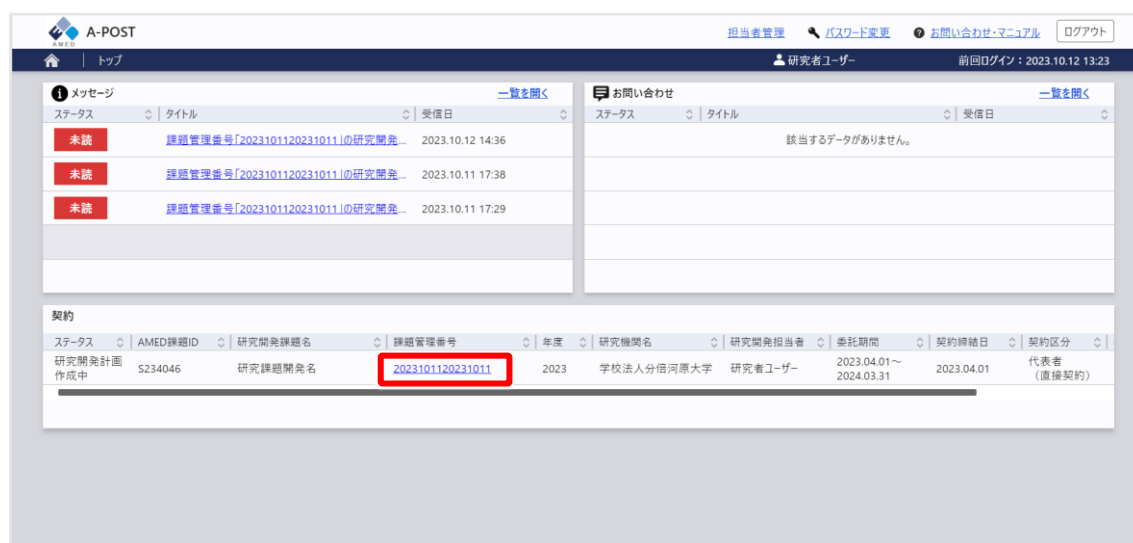 A-POST
AMED
担当者管理 パスワード変更 お問い合わせ・マニュアル ログアウト
トップ 研究者ユーザー 前回ログイン：2023.10.12 13:23
メッセージ 一覧を開く
ステータス タイトル 受信日
未読 課題管理番号「2023101120231011」の研究開発... 2023.10.12 14:36
未読 課題管理番号「2023101120231011」の研究開発... 2023.10.11 17:38
未読 課題管理番号「2023101120231011」の研究開発... 2023.10.11 17:29
お問い合わせ 一覧を開く
ステータス タイトル 受信日
該当するデータがありません。
契約
ステータス AMED課題ID 研究開発課題名 課題管理番号 年度 研究機関名 研究開発担当者 委託期間 契約締結日 契約区分
研究開発計画 2023.04.01～ 代表者
S234046 研究課題開発名 2023101120231011 2023 学校法人分倍河原大学 研究者ユーザー 2023.04.01
作成中 2024.03.31 （直接契約）